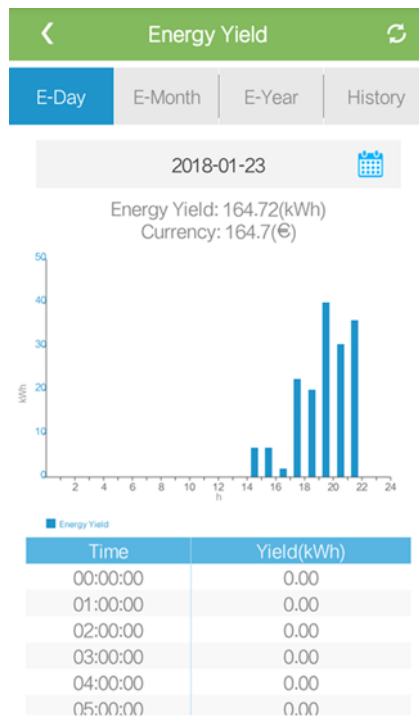 Energy Yield
E-Day E-Month E-Year History
2018-01-23
Energy Yield: 164.72(kWh)
Currency: 164.7(€)
50
40
30
20
10
0
kWh
2 4 6 8 10 12 14 16 18 20 22 24
h
Energy Yield
Time Yield(kWh)
00:00:00 0.00
01:00:00 0.00
02:00:00 0.00
03:00:00 0.00
04:00:00 0.00
05:00:00 0.00